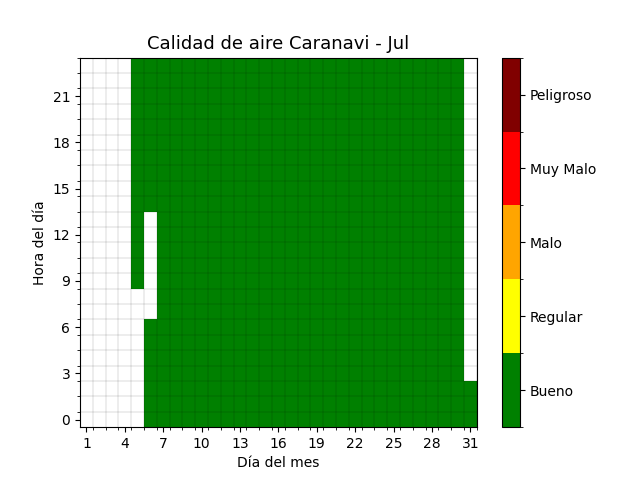 Calidad de aire Caranavi - Jul
Hora del día
21
18
15
12
9
6
3
0
1 4 7 10 13 16 19 22 25 28 31
Día del mes
Peligroso
Muy Malo
Malo
Regular
Bueno